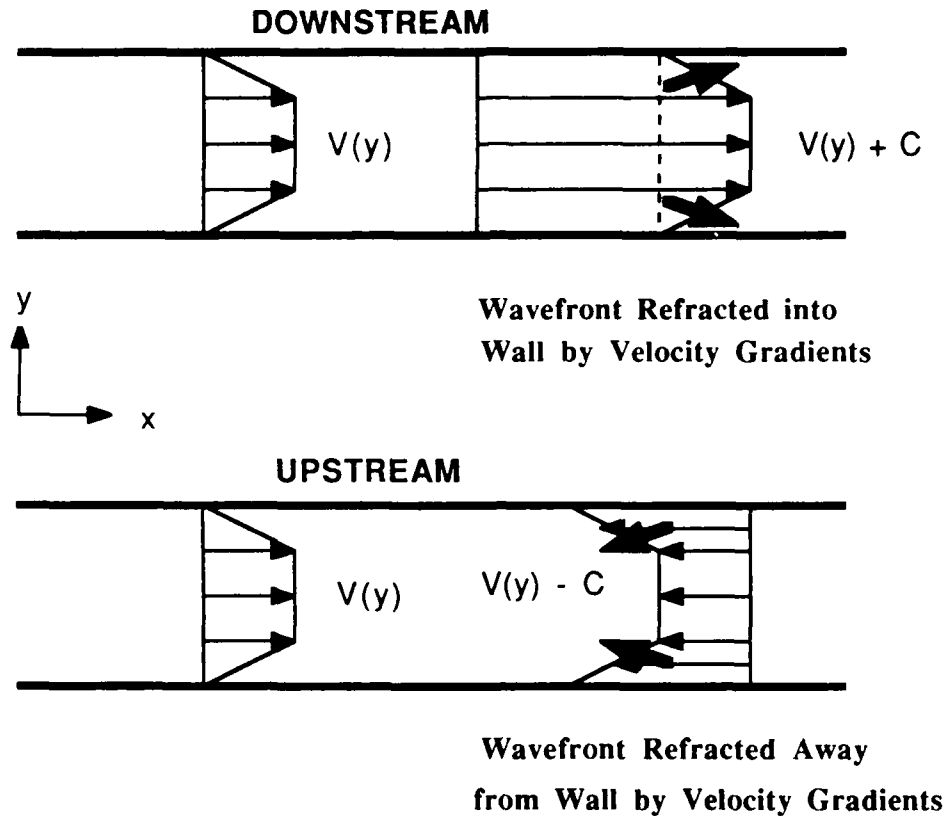 DOWNSTREAM
V(y)
V(y) + C
y
x
Wavefront Refracted into
Wall by Velocity Gradients
UPSTREAM
V(y)
V(y) - C
Wavefront Refracted Away
from Wall by Velocity Gradients